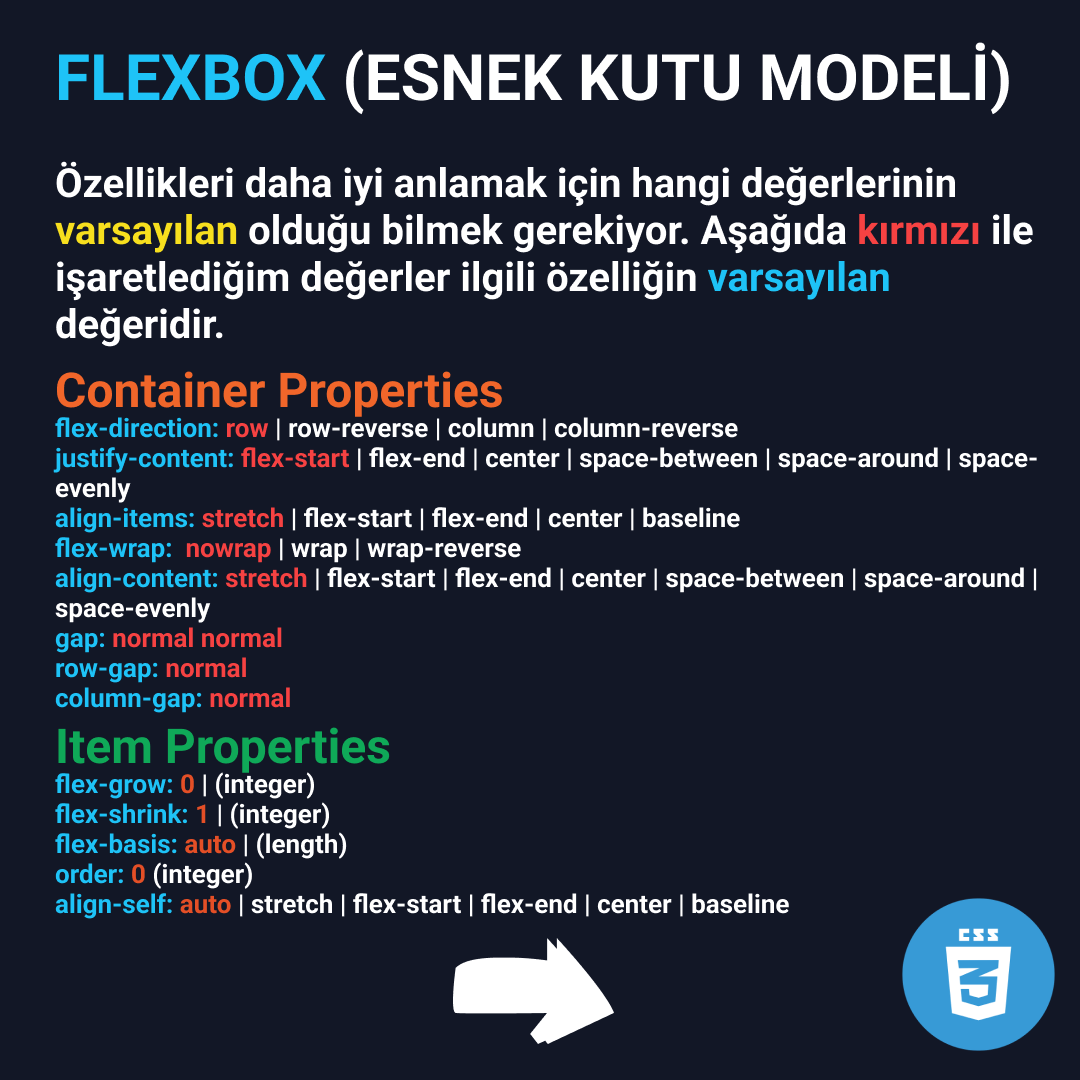 FLEXBOX (ESNEK KUTU MODELİ)
Özellikleri daha iyi anlamak için hangi değerlerinin
varsayılan olduğu bilmek gerekiyor. Aşağıda kırmızı ile
işaretlediğim değerler ilgili özelliğin varsayılan
değeridir.
Container Properties
flex-direction: row | row-reverse | column | column-reverse
justify-content: flex-start | flex-end | center | space-between | space-around | space-
evenly
align-items: stretch | flex-start | flex-end | center | baseline
flex-wrap:  nowrap | wrap | wrap-reverse
align-content: stretch | flex-start | flex-end | center | space-between | space-around |
space-evenly
gap: normal normal
row-gap: normal
column-gap: normal
Item Properties
flex-grow: 0 | (integer)
flex-shrink: 1 | (integer)
flex-basis: auto | (length)
order: 0 (integer)
align-self: auto | stretch | flex-start | flex-end | center | baseline
CSS
3